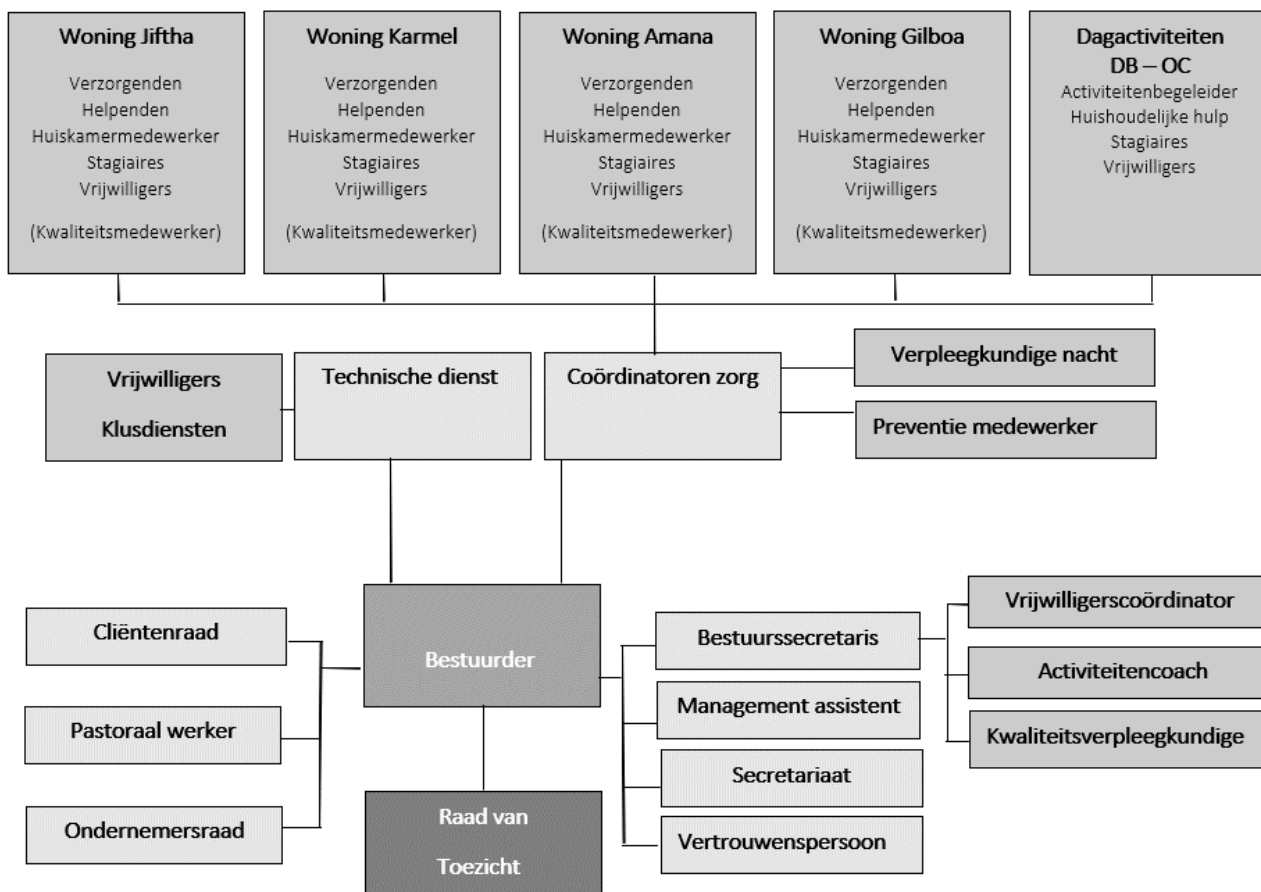 Woning Jiftha
Verzorgenden
Helpenden
Huiskamermedewerker
Stagiaires
Vrijwilligers
(Kwaliteitsmedewerker)
Woning Karmel
Verzorgenden
Helpenden
Huiskamermedewerker
Stagiaires
Vrijwilligers
(Kwaliteitsmedewerker)
Woning Amana
Verzorgenden
Helpenden
Huiskamermedewerker
Stagiaires
Vrijwilligers
(Kwaliteitsmedewerker)
Woning Gilboa
Verzorgenden
Helpenden
Huiskamermedewerker
Stagiaires
Vrijwilligers
(Kwaliteitsmedewerker)
Dagactiviteiten
DB – OC
Activiteitenbegeleider
Huishoudelijke hulp
Stagiaires
Vrijwilligers
Vrijwilligers
Klusdiensten
Technische dienst
Coördinatoren zorg
Verpleegkundige nacht
Preventie medewerker
Cliëntenraad
Pastoraal werker
Ondernemersraad
Bestuurder
Raad van
Toezicht
Bestuurssecretaris
Management assistent
Secretariaat
Vertrouwenspersoon
Vrijwilligerscoördinator
Activiteitencoach
Kwaliteitsverpleegkundige